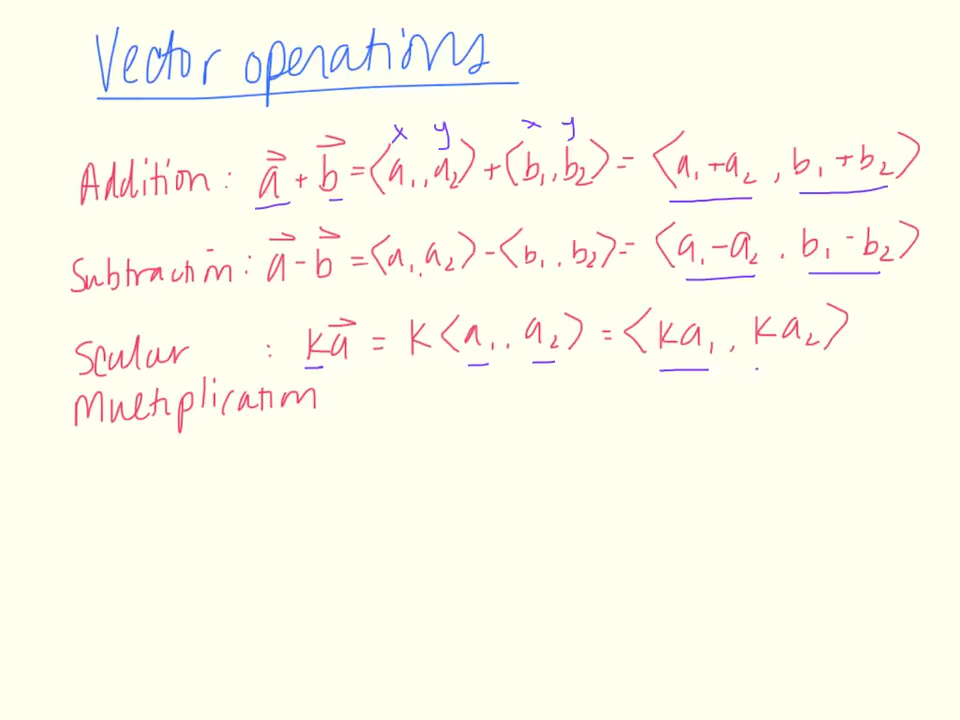 Vector operations
x y x y
Addition : a⃗ + b⃗ = ⟨a₁, a₂⟩ + ⟨b₁, b₂⟩ = ⟨a₁ + a₂, b₁ + b₂⟩
Subtraction : a⃗ - b⃗ = ⟨a₁, a₂⟩ - ⟨b₁, b₂⟩ = ⟨a₁ - a₂, b₁ - b₂⟩
Scalar : ka⃗ = k⟨a₁, a₂⟩ = ⟨ka₁, ka₂⟩
Multiplication